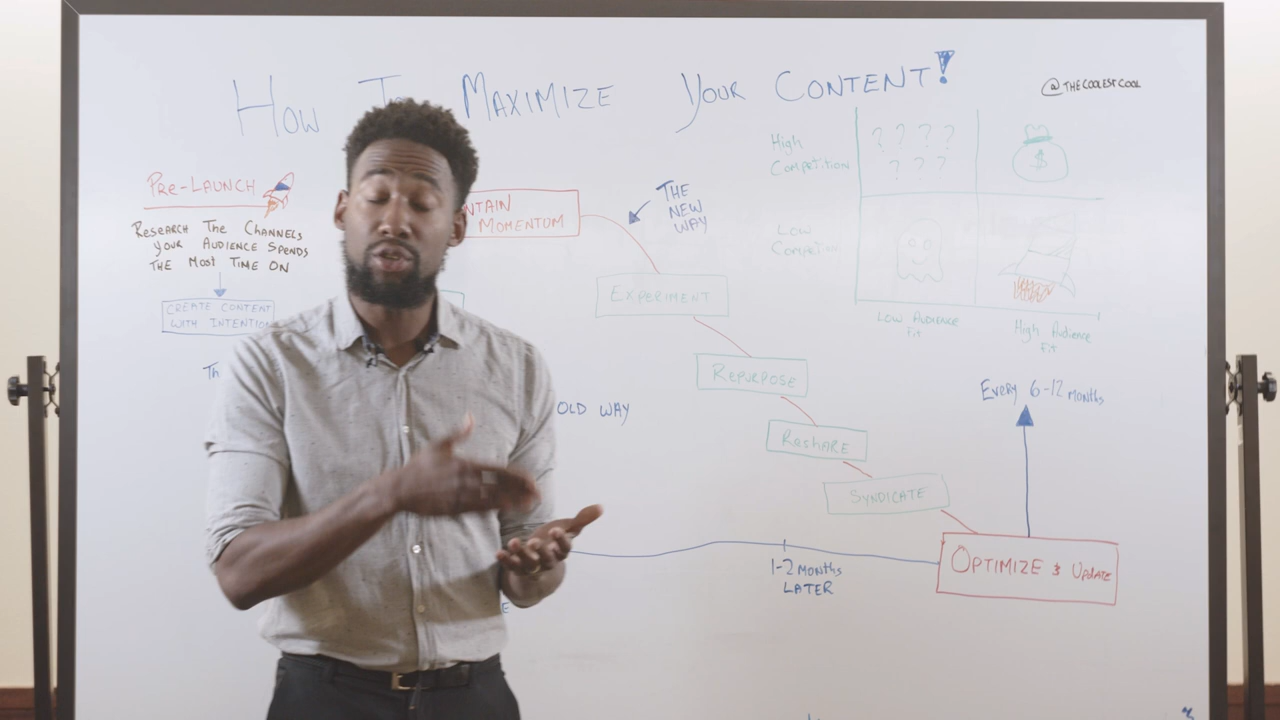 How To MAXIMIZE YOUR CONTENT!
@THECOOLESTCOOL
PRE-LAUNCH
RESEARCH THE CHANNELS
YOUR AUDIENCE SPENDS
THE MOST TIME ON
CREATE CONTENT
WITH INTENTION
Th
NTAIN
MOMENTUM
THE
NEW
WAY
EXPERIMENT
REPURPOSE
ReSHARE
SYNDICATE
OPTIMIZE & UPDATE
Every 6-12 MONTHS
OLD WAY
1-2 MONTHS
LATER
E
High
Competition
? ? ? ?
? ? ?
$
Low
Competition
Low Audience
Fit
High Audience
Fit